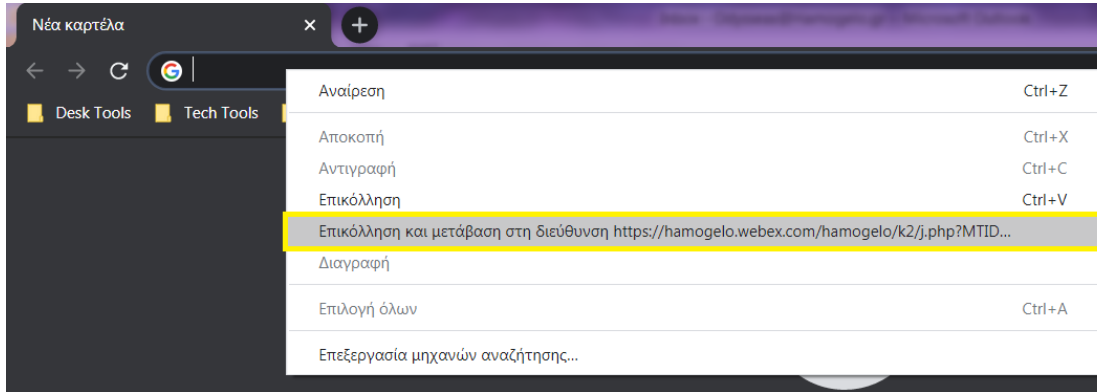 Νέα καρτέλα
Desk Tools
Tech Tools
Αναίρεση Ctrl+Z
Αποκοπή Ctrl+X
Αντιγραφή Ctrl+C
Επικόλληση Ctrl+V
Επικόλληση και μετάβαση στη διεύθυνση https://hamogelo.webex.com/hamogelo/k2/j.php?MTID...
Διαγραφή
Επιλογή όλων Ctrl+A
Επεξεργασία μηχανών αναζήτησης...